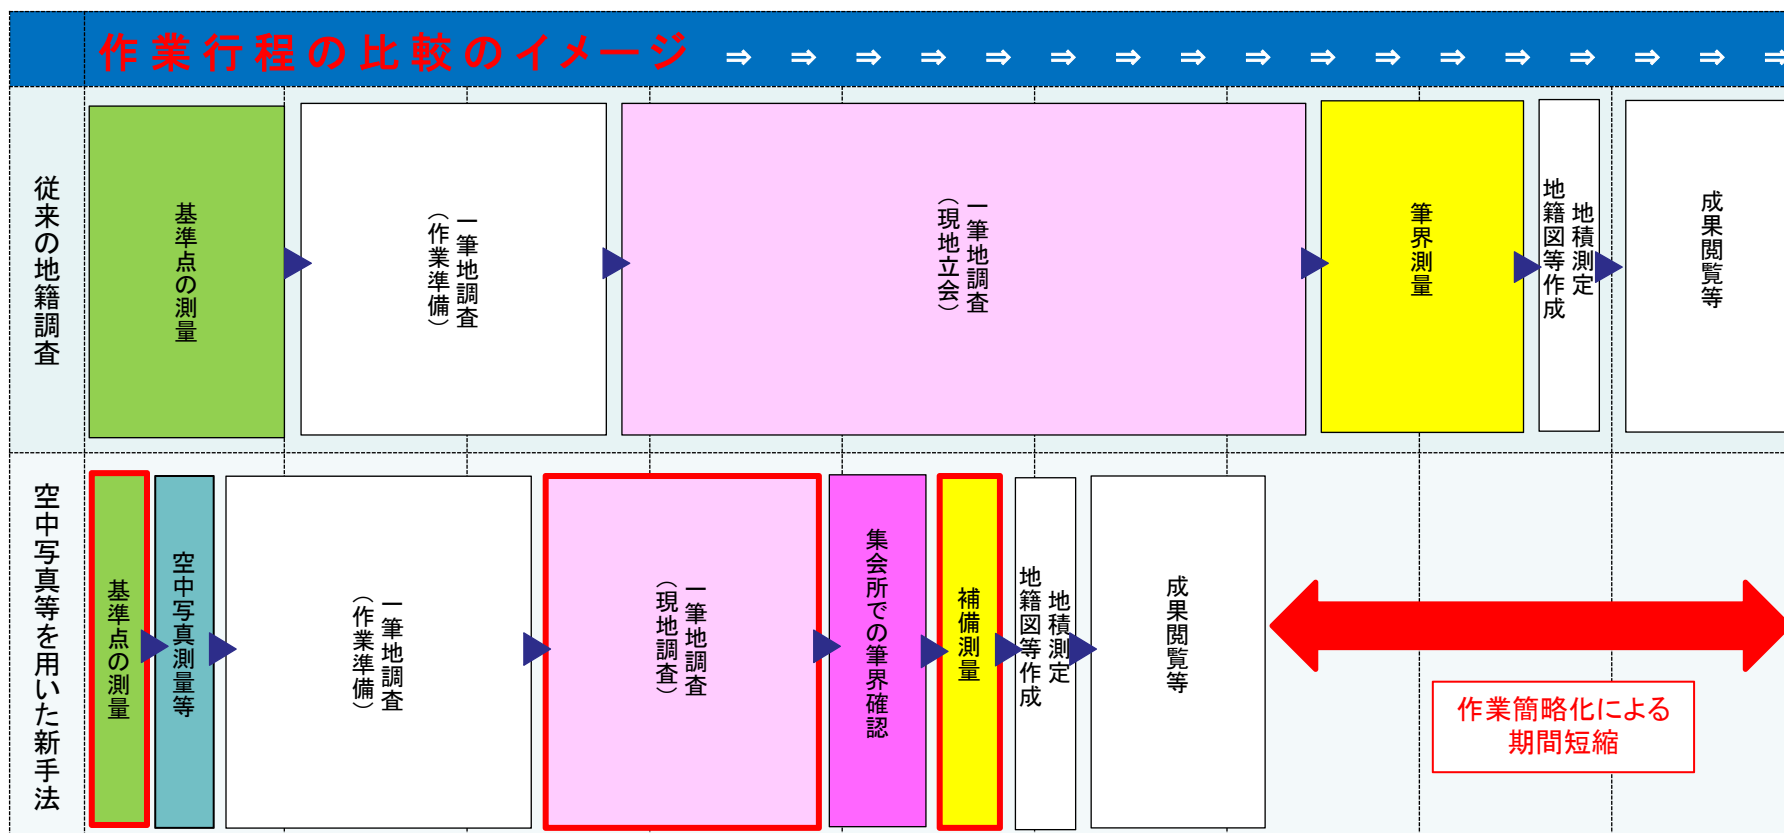 作業行程の比較のイメージ ⇒ ⇒ ⇒ ⇒ ⇒ ⇒ ⇒ ⇒ ⇒ ⇒ ⇒ ⇒ ⇒ ⇒ ⇒ ⇒ ⇒
従来の地籍調査
基準点の測量
一筆地調査
（作業準備）
一筆地調査
（現地立会）
筆界測量
地積測定
地籍図等作成
成果閲覧等
空中写真等を用いた新手法
基準点の測量
空中写真測量等
一筆地調査
（作業準備）
一筆地調査
（現地調査）
集会所での筆界確認
補備測量
地積測定
地籍図等作成
成果閲覧等
作業簡略化による
期間短縮